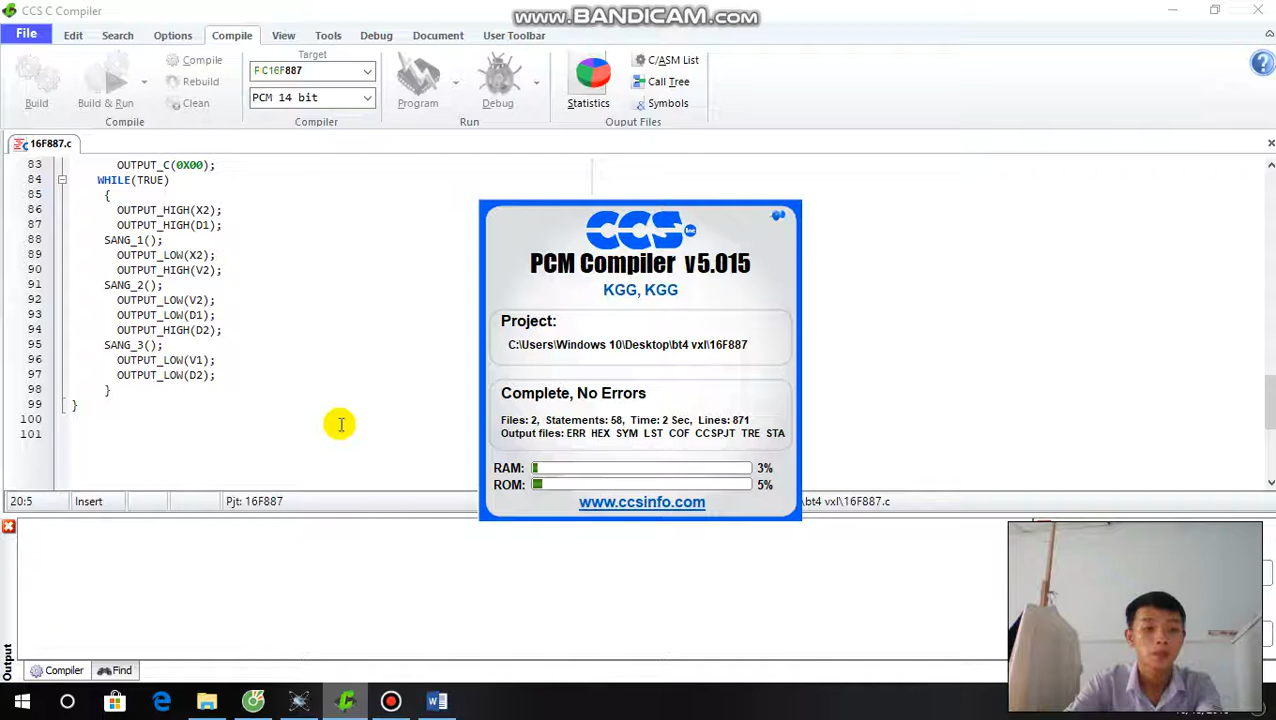 CCS C Compiler
www.BANDICAM.com
File Edit Search Options Compile View Tools Debug Document User Toolbar
Build
Build & Run
Compile
Rebuild
Clean
Compile
Target
PIC16F887
PCM 14 bit
Compiler
Program
Debug
Run
Statistics
C/ASM List
Call Tree
Symbols
Ouput Files
16F887.c
83 OUTPUT_C(0X00);
84 WHILE(TRUE)
85 {
86 OUTPUT_HIGH(X2);
87 OUTPUT_HIGH(D1);
88 SANG_1();
89 OUTPUT_LOW(X2);
90 OUTPUT_HIGH(V2);
91 SANG_2();
92 OUTPUT_LOW(V2);
93 OUTPUT_LOW(D1);
94 OUTPUT_HIGH(D2);
95 SANG_3();
96 OUTPUT_LOW(V1);
97 OUTPUT_LOW(D2);
98 }
99 }
100
101
CCS inc
PCM Compiler v5.015
KGG, KGG
Project:
C:\Users\Windows 10\Desktop\bt4 vxl\16F887
Complete, No Errors
Files: 2, Statements: 58, Time: 2 Sec, Lines: 871
Output files: ERR HEX SYM LST COF CCSPJT TRE STA
RAM: 3%
ROM: 5%
www.ccsinfo.com
20:5 Insert Pjt: 16F887 \bt4 vxl\16F887.c
Output
Compiler Find